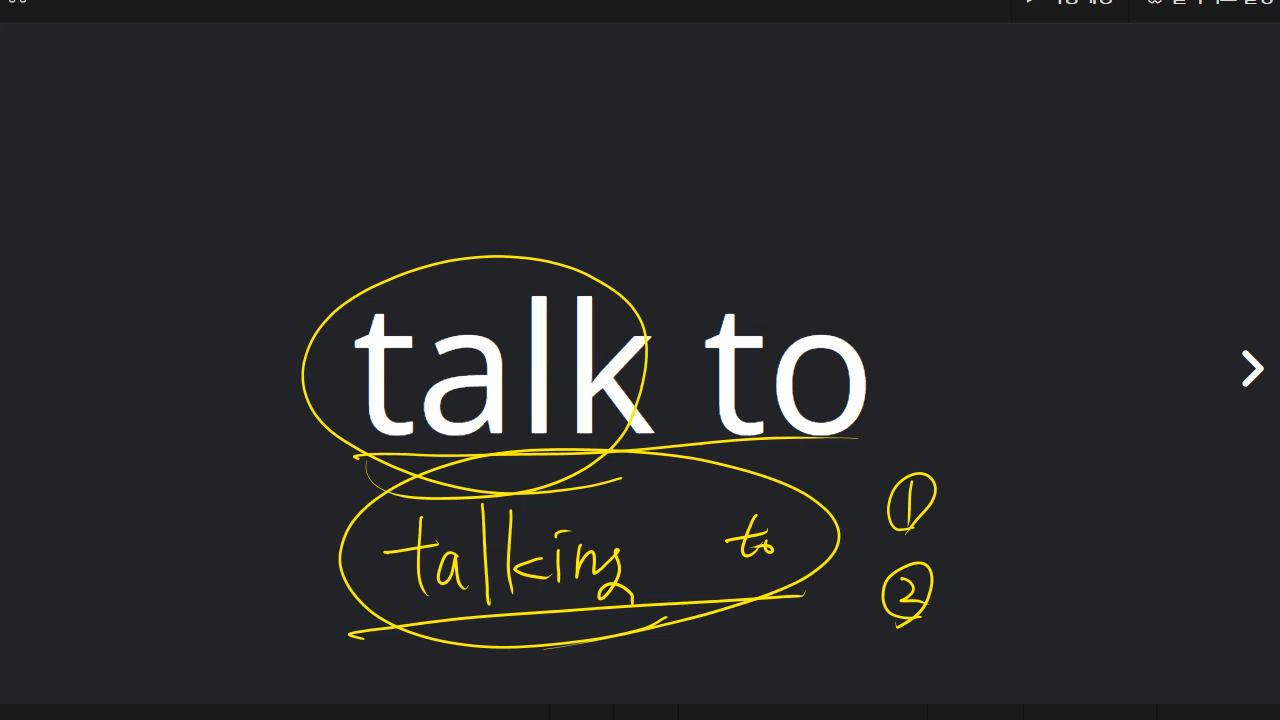 talk to
talking to
①
②